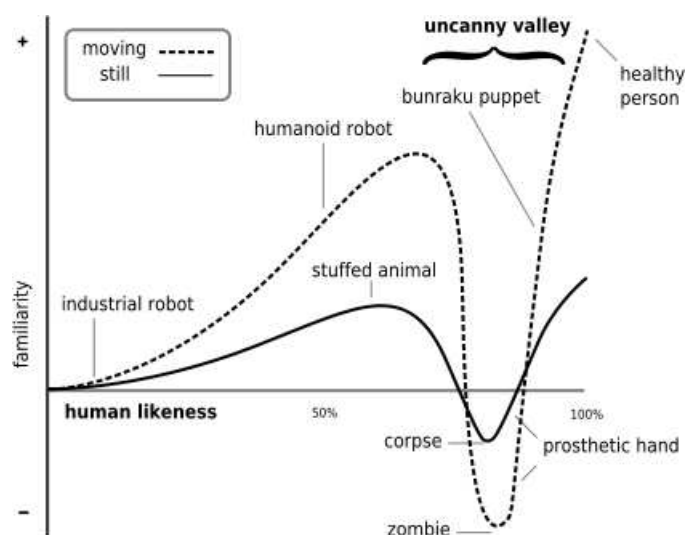 +
moving
still
uncanny valley
healthy
person
bunraku puppet
humanoid robot
stuffed animal
industrial robot
familiarity
human likeness
50%
100%
corpse
prosthetic hand
–
zombie